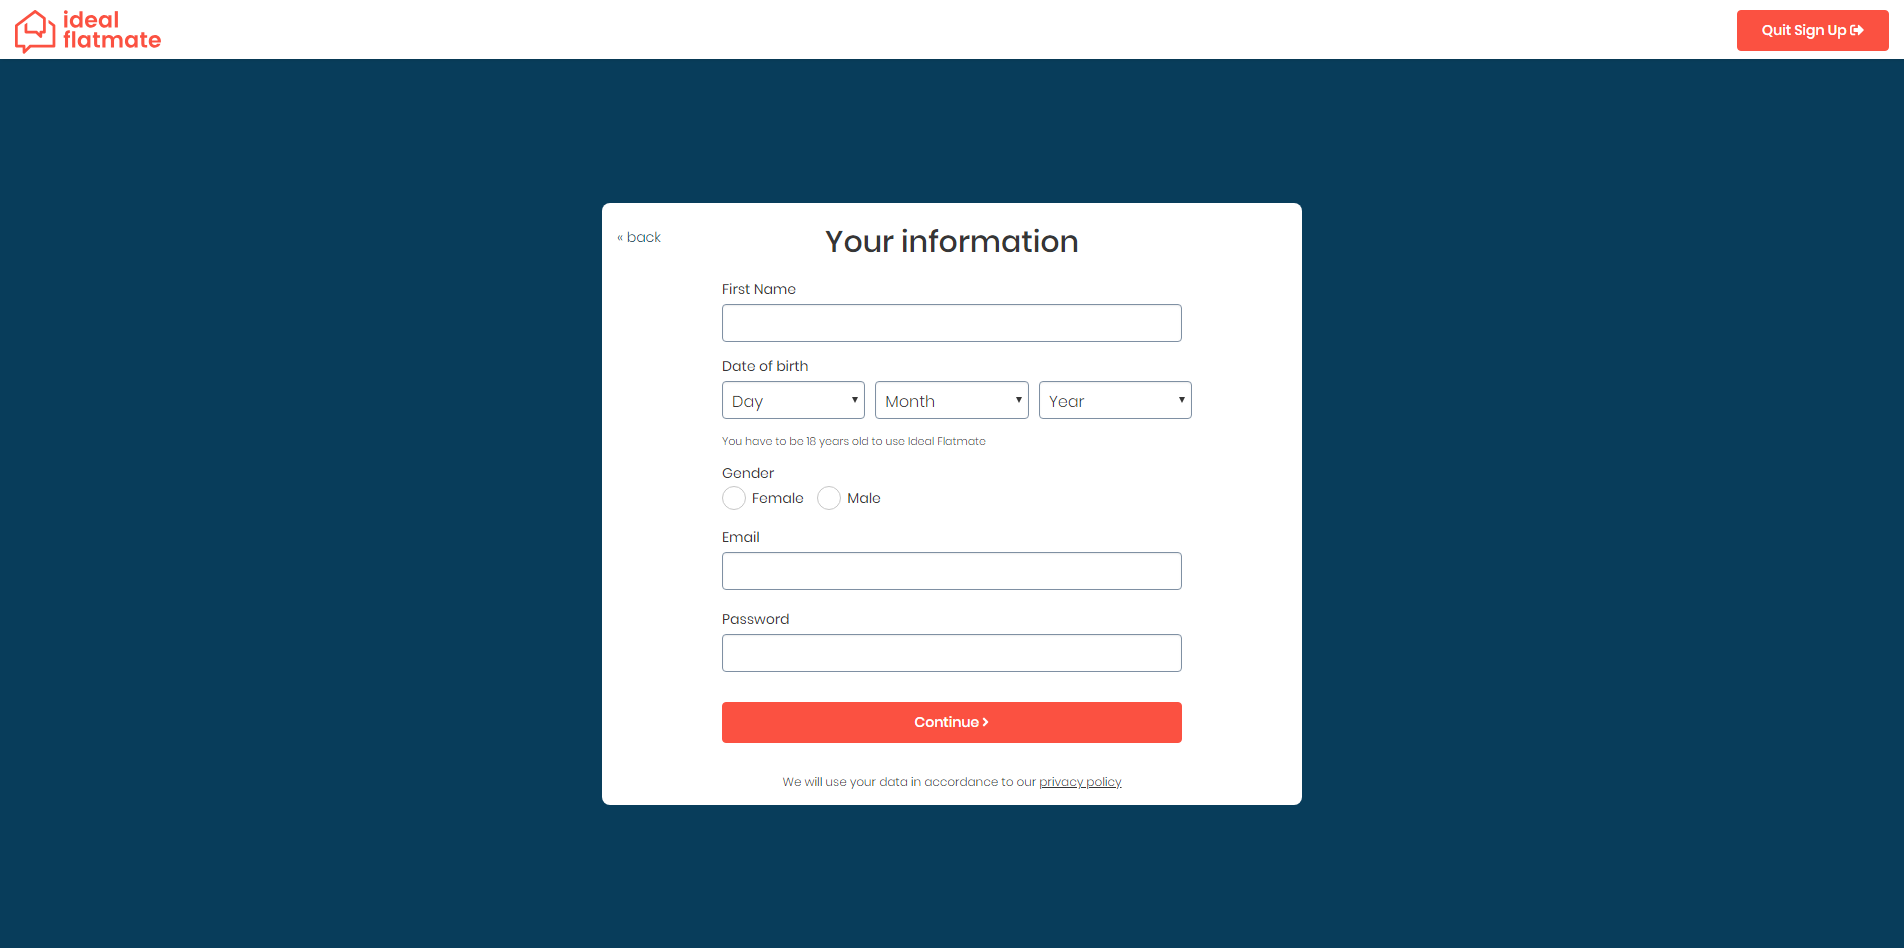 ideal
flatmate
Quit Sign Up
« back
Your information
First Name
Date of birth
Day
Month
Year
You have to be 18 years old to use Ideal Flatmate
Gender
Female
Male
Email
Password
Continue
We will use your data in accordance to our privacy policy